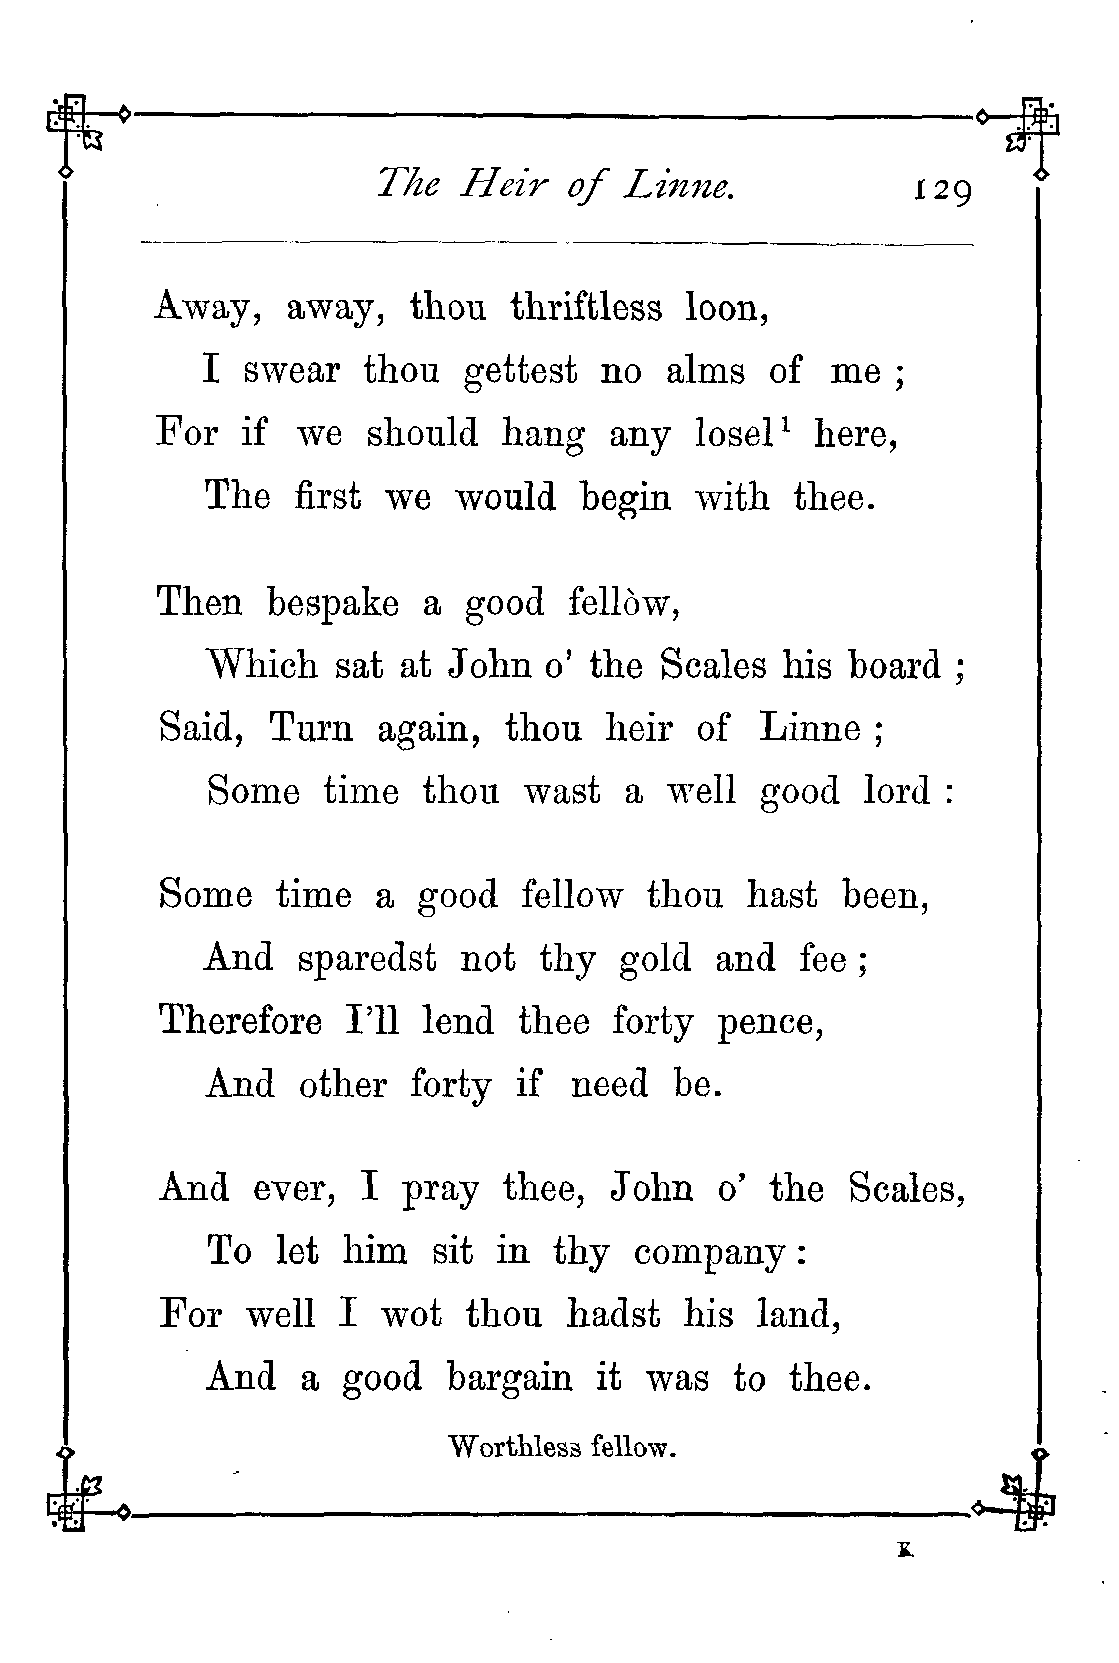 The Heir of Linne. 129
Away, away, thou thriftless loon,
I swear thou gettest no alms of me ;
For if we should hang any losel¹ here,
The first we would begin with thee.
Then bespake a good fellòw,
Which sat at John o' the Scales his board ;
Said, Turn again, thou heir of Linne ;
Some time thou wast a well good lord :
Some time a good fellow thou hast been,
And sparedst not thy gold and fee ;
Therefore I'll lend thee forty pence,
And other forty if need be.
And ever, I pray thee, John o' the Scales,
To let him sit in thy company :
For well I wot thou hadst his land,
And a good bargain it was to thee.
Worthless fellow.
K